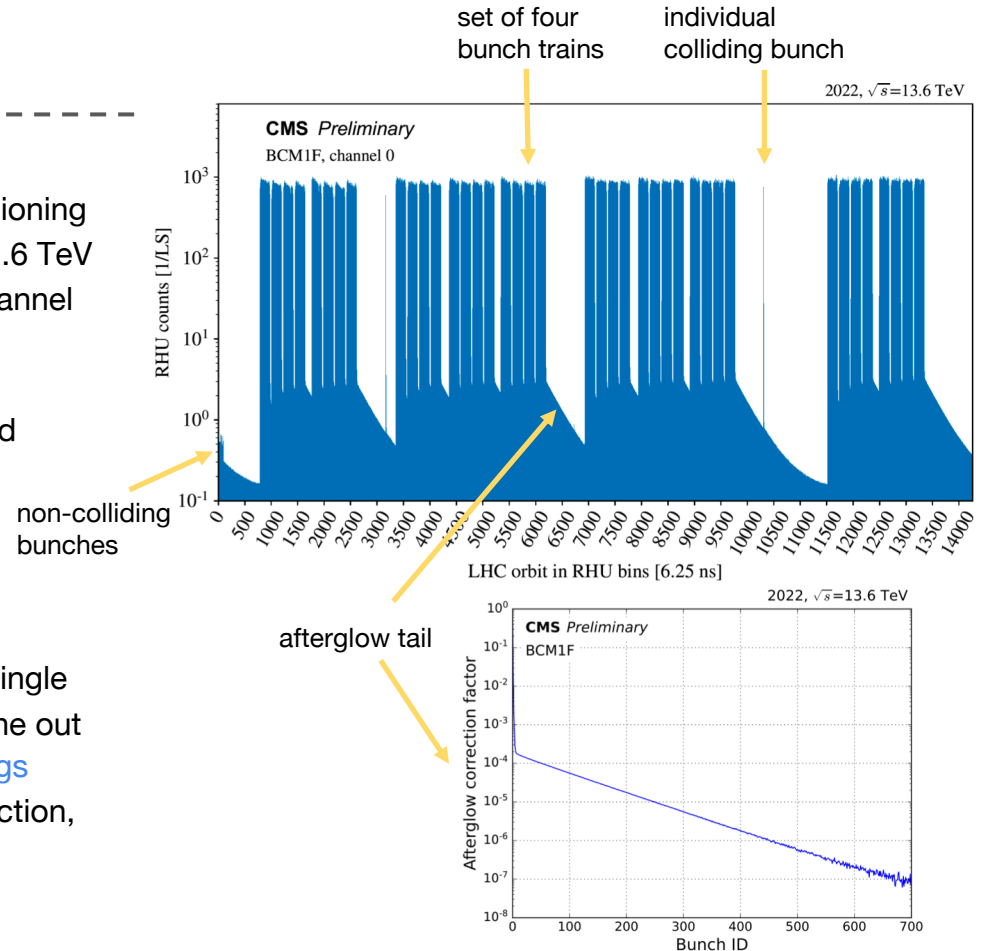 set of four
bunch trains
individual
colliding bunch
2022, √s=13.6 TeV
CMS Preliminary
BCM1F, channel 0
RHU counts [1/LS]
10³
10²
10¹
10⁰
10⁻¹
0 500 1000 1500 2000 2500 3000 3500 4000 4500 5000 5500 6000 6500 7000 7500 8000 8500 9000 9500 10000 10500 11000 11500 12000 12500 13000 13500 14000
LHC orbit in RHU bins [6.25 ns]
ioning
.6 TeV
annel
d
non-colliding
bunches
afterglow tail
ingle
ne out
gs
ction,
2022, √s=13.6 TeV
CMS Preliminary
BCM1F
Afterglow correction factor
10⁰
10⁻¹
10⁻²
10⁻³
10⁻⁴
10⁻⁵
10⁻⁶
10⁻⁷
10⁻⁸
0 100 200 300 400 500 600 700
Bunch ID